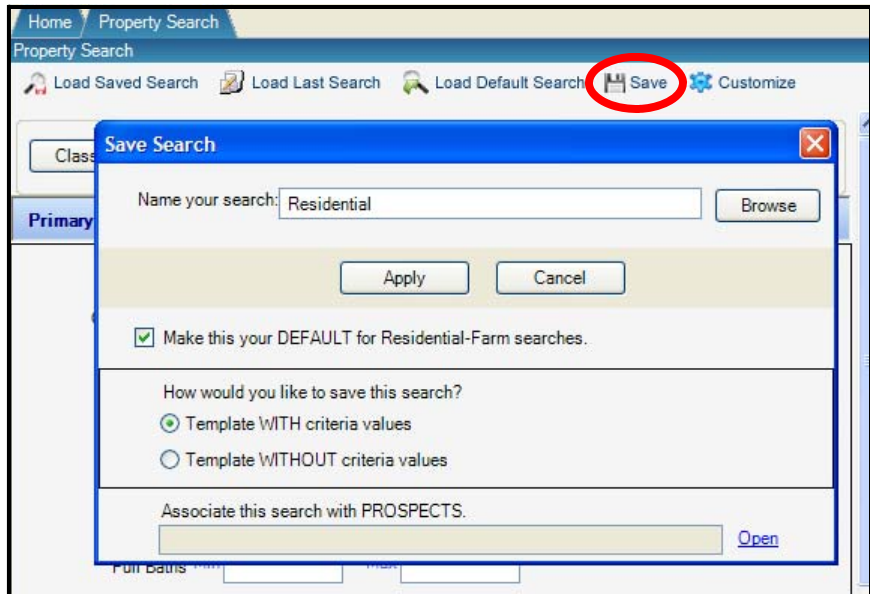 Home Property Search
Property Search
Load Saved Search Load Last Search Load Default Search Save Customize
Class
Save Search
Name your search: Residential Browse
Primary
Apply Cancel
Make this your DEFAULT for Residential-Farm searches.
How would you like to save this search?
Template WITH criteria values
Template WITHOUT criteria values
Associate this search with PROSPECTS.
Open
Full Baths Min Max